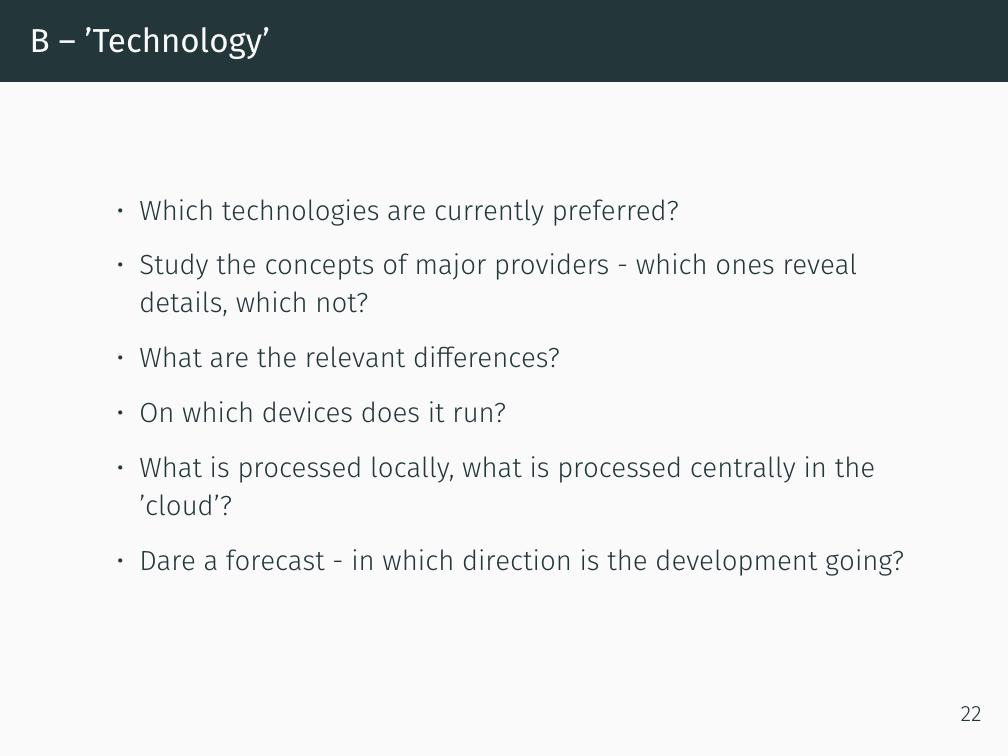 B – ’Technology’
• Which technologies are currently preferred?
• Study the concepts of major providers - which ones reveal
details, which not?
• What are the relevant differences?
• On which devices does it run?
• What is processed locally, what is processed centrally in the
’cloud’?
• Dare a forecast - in which direction is the development going?
22